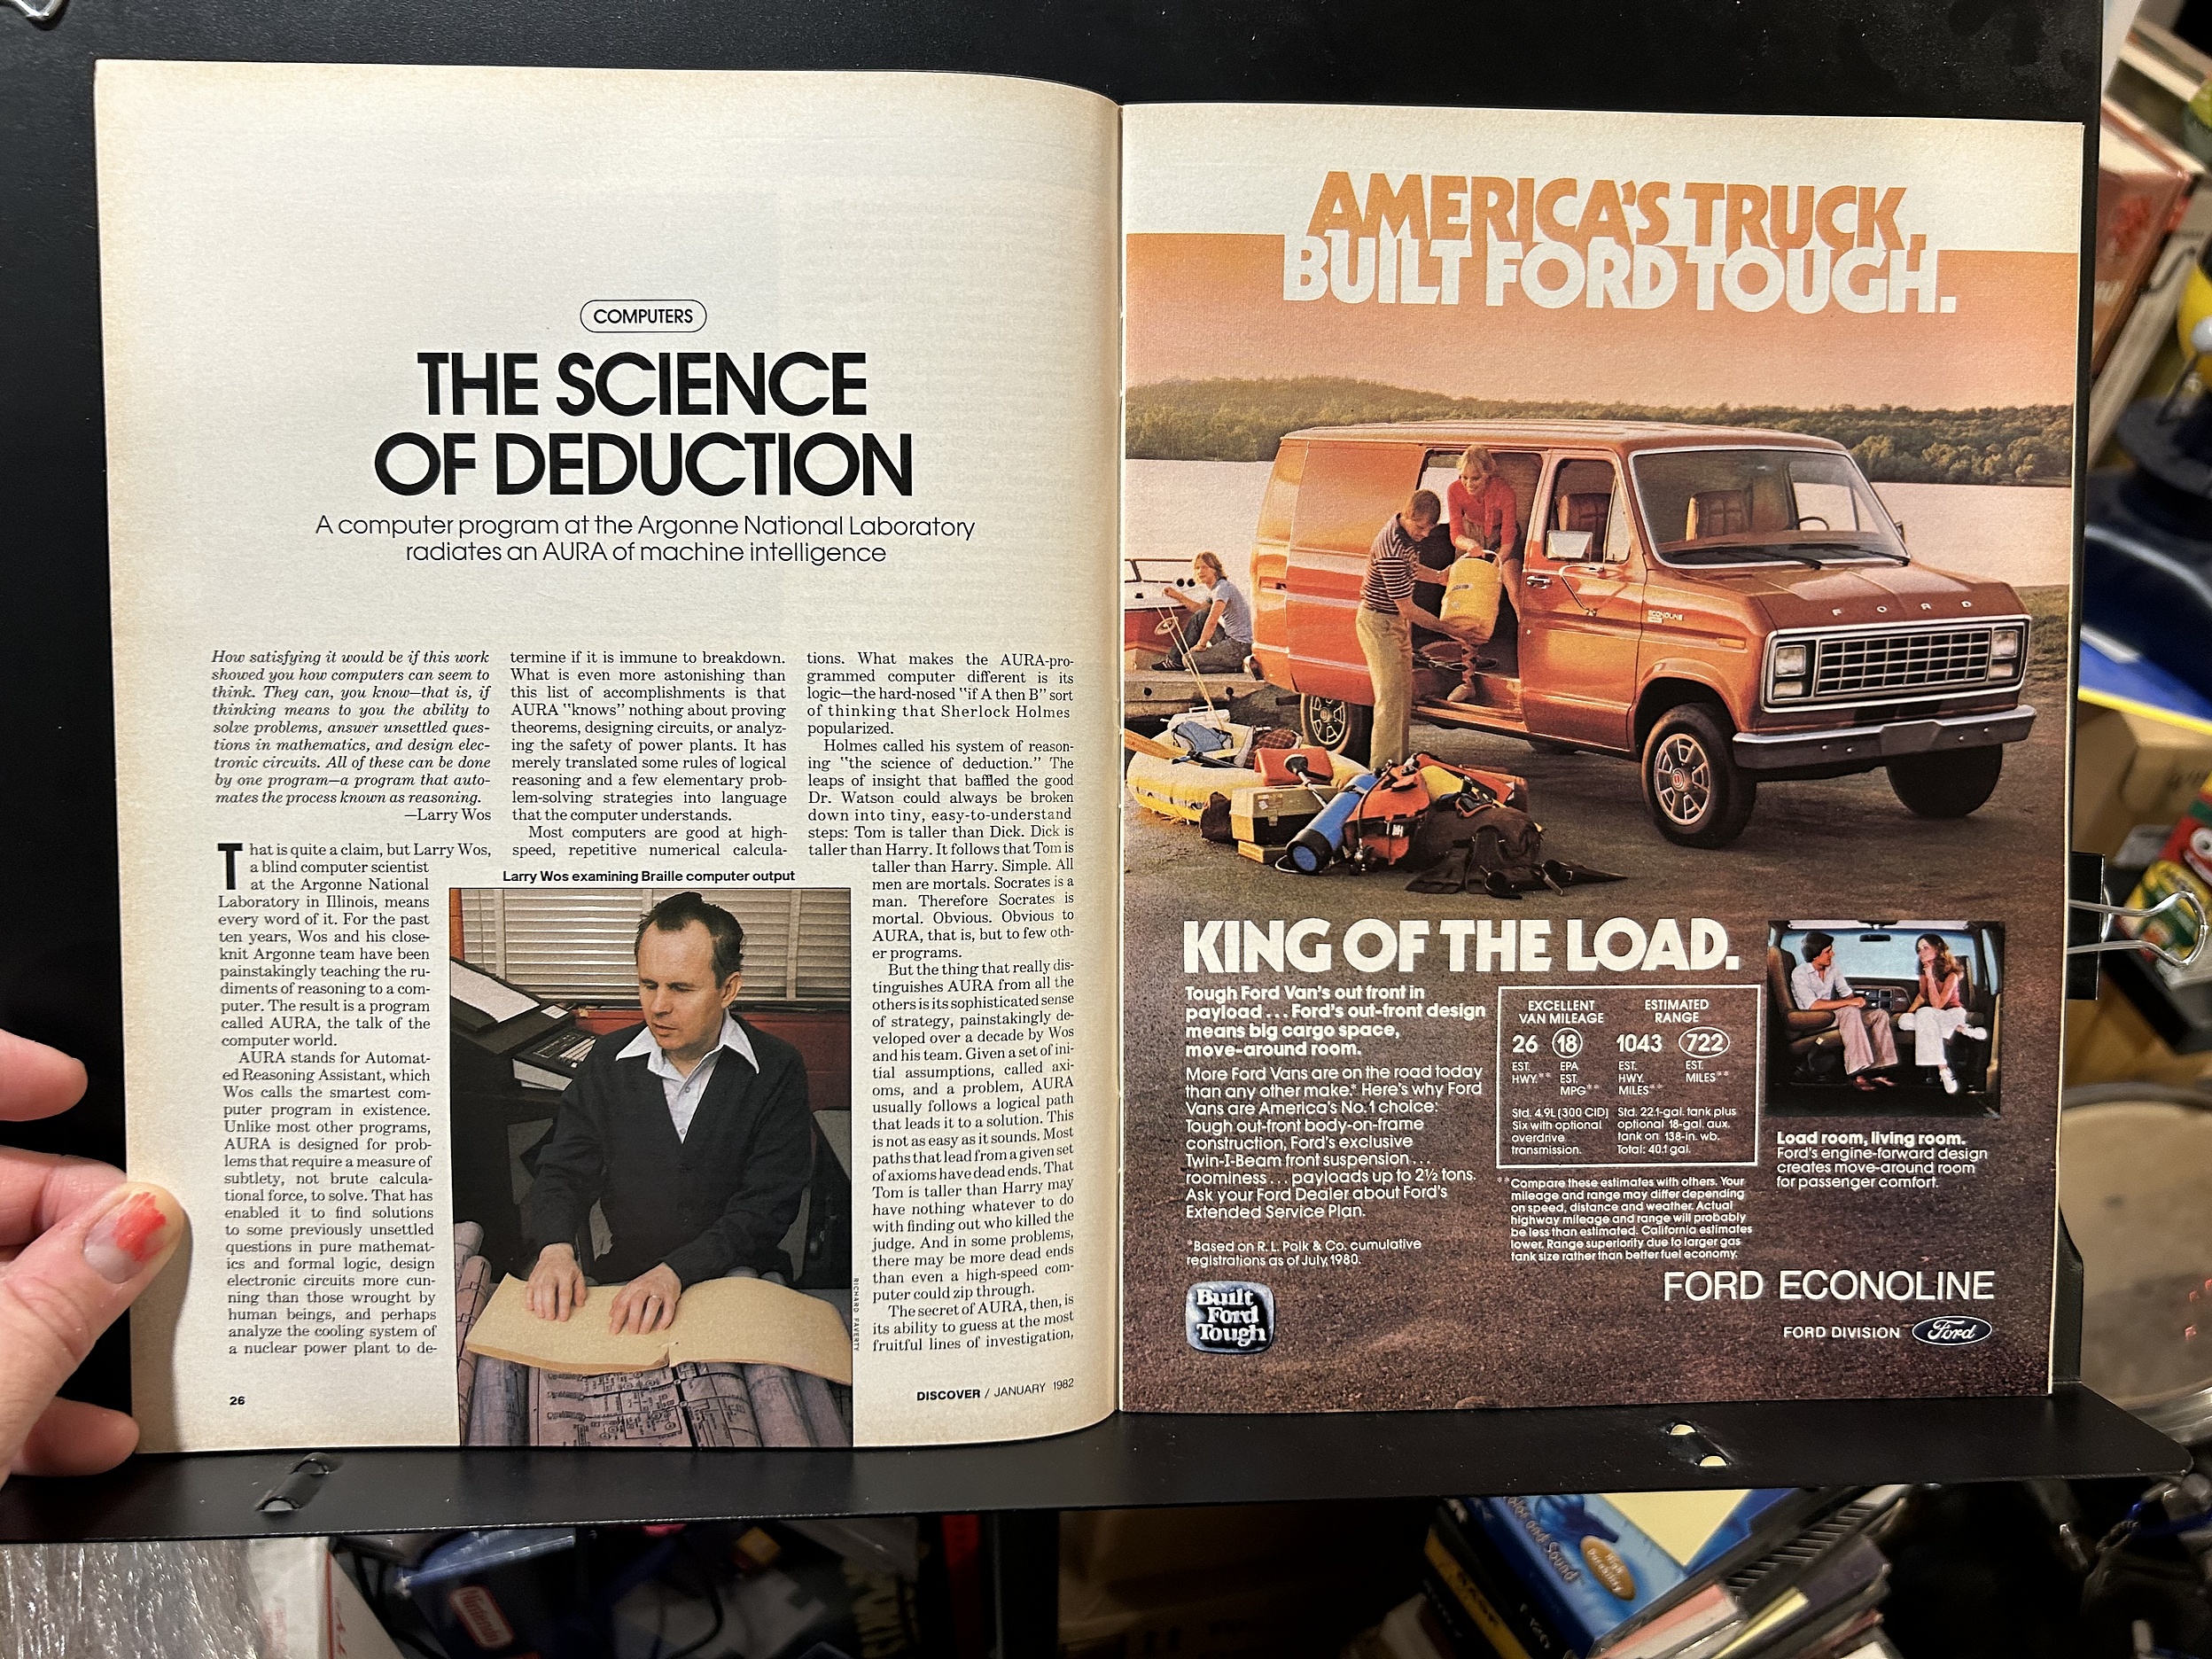 COMPUTERS
THE SCIENCE
OF DEDUCTION
A computer program at the Argonne National Laboratory
radiates an AURA of machine intelligence
How satisfying it would be if this work
showed you how computers can seem to
think. They can, you know—that is, if
thinking means to you the ability to
solve problems, answer unsettled ques-
tions in mathematics, and design elec-
tronic circuits. All of these can be done
by one program—a program that auto-
mates the process known as reasoning.
—Larry Wos
That is quite a claim, but Larry Wos,
a blind computer scientist
at the Argonne National
Laboratory in Illinois, means
every word of it. For the past
ten years, Wos and his close-
knit Argonne team have been
painstakingly teaching the ru-
diments of reasoning to a com-
puter. The result is a program
called AURA, the talk of the
computer world.
AURA stands for Automat-
ed Reasoning Assistant, which
Wos calls the smartest com-
puter program in existence.
Unlike most other programs,
AURA is designed for prob-
lems that require a measure of
subtlety, not brute calcula-
tional force, to solve. That has
enabled it to find solutions
to some previously unsettled
questions in pure mathemat-
ics and formal logic, design
electronic circuits more cun-
ning than those wrought by
human beings, and perhaps
analyze the cooling system of
a nuclear power plant to de-
termine if it is immune to breakdown.
What is even more astonishing than
this list of accomplishments is that
AURA "knows" nothing about proving
theorems, designing circuits, or analyz-
ing the safety of power plants. It has
merely translated some rules of logical
reasoning and a few elementary prob-
lem-solving strategies into language
that the computer understands.
Most computers are good at high-
speed, repetitive numerical calcula-
Larry Wos examining Braille computer output
RICHARD FAVERTY
tions. What makes the AURA-pro-
grammed computer different is its
logic—the hard-nosed "if A then B" sort
of thinking that Sherlock Holmes
popularized.
Holmes called his system of reason-
ing "the science of deduction." The
leaps of insight that baffled the good
Dr. Watson could always be broken
down into tiny, easy-to-understand
steps: Tom is taller than Dick. Dick is
taller than Harry. It follows that Tom is
taller than Harry. Simple. All
men are mortals. Socrates is a
man. Therefore Socrates is
mortal. Obvious. Obvious to
AURA, that is, but to few oth-
er programs.
But the thing that really dis-
tinguishes AURA from all the
others is its sophisticated sense
of strategy, painstakingly de-
veloped over a decade by Wos
and his team. Given a set of ini-
tial assumptions, called axi-
oms, and a problem, AURA
usually follows a logical path
that leads it to a solution. This
is not as easy as it sounds. Most
paths that lead from a given set
of axioms have dead ends. That
Tom is taller than Harry may
have nothing whatever to do
with finding out who killed the
judge. And in some problems,
there may be more dead ends
than even a high-speed com-
puter could zip through.
The secret of AURA, then, is
its ability to guess at the most
fruitful lines of investigation,
26
DISCOVER / JANUARY 1982
AMERICA'S TRUCK,
BUILT FORD TOUGH.
ECONOLINE
FORD
KING OF THE LOAD.
Tough Ford Van's out front in
payload . . . Ford's out-front design
means big cargo space,
move-around room.
More Ford Vans are on the road today
than any other make.* Here's why Ford
Vans are America's No. 1 choice:
Tough out-front body-on-frame
construction, Ford's exclusive
Twin-I-Beam front suspension . . .
roominess . . . payloads up to 2½ tons.
Ask your Ford Dealer about Ford's
Extended Service Plan.
*Based on R. L. Polk & Co. cumulative
registrations as of July, 1980.
Built
Ford
Tough
EXCELLENT
VAN MILEAGE
26 18
EST.
HWY.**
EPA
EST.
MPG**
Std. 4.9L (300 CID)
Six with optional
overdrive
transmission.
ESTIMATED
RANGE
1043 722
EST.
HWY.
MILES**
EST.
MILES**
Std. 22.1-gal. tank plus
optional 18-gal. aux.
tank on 138-in. wb.
Total: 40.1 gal.
**Compare these estimates with others. Your
mileage and range may differ depending
on speed, distance and weather. Actual
highway mileage and range will probably
be less than estimated. California estimates
lower. Range superiority due to larger gas
tank size rather than better fuel economy.
Load room, living room.
Ford's engine-forward design
creates move-around room
for passenger comfort.
FORD ECONOLINE
FORD DIVISION Ford
Nintendo
and Sound
High
Durability
T-120